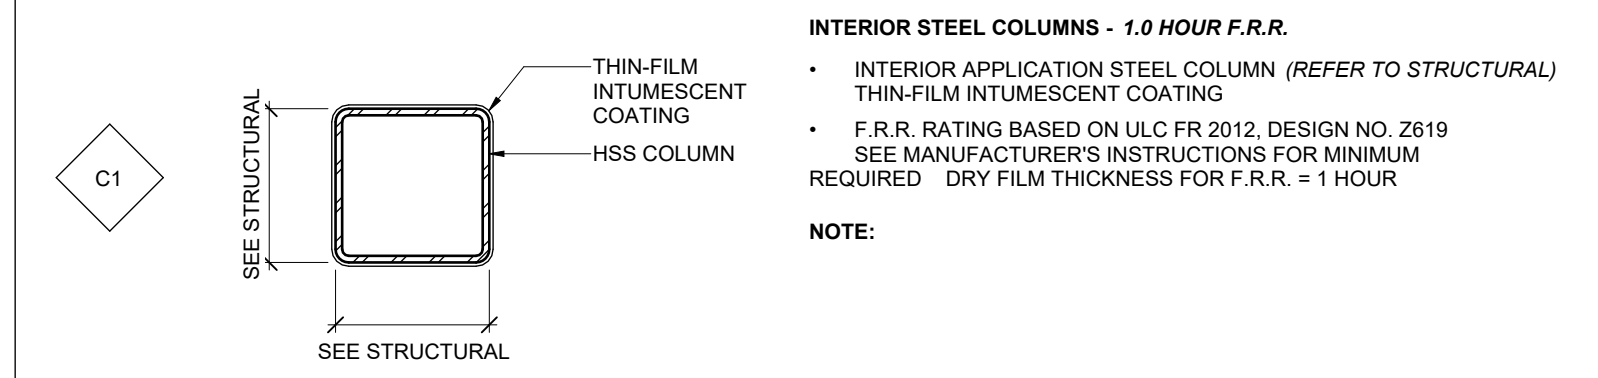 C1
SEE STRUCTURAL
SEE STRUCTURAL
THIN-FILM
INTUMESCENT
COATING
HSS COLUMN
INTERIOR STEEL COLUMNS - 1.0 HOUR F.R.R.
• INTERIOR APPLICATION STEEL COLUMN (REFER TO STRUCTURAL)
THIN-FILM INTUMESCENT COATING
• F.R.R. RATING BASED ON ULC FR 2012, DESIGN NO. Z619
SEE MANUFACTURER'S INSTRUCTIONS FOR MINIMUM
REQUIRED DRY FILM THICKNESS FOR F.R.R. = 1 HOUR
NOTE: